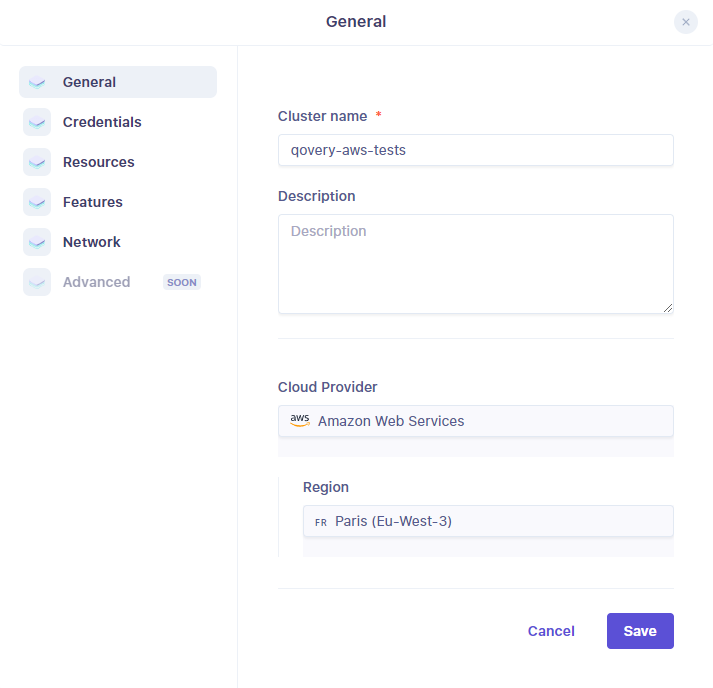 General
×
General
Credentials
Resources
Features
Network
Advanced SOON
Cluster name *
qovery-aws-tests
Description
Description
Cloud Provider
aws Amazon Web Services
Region
FR Paris (Eu-West-3)
Cancel Save